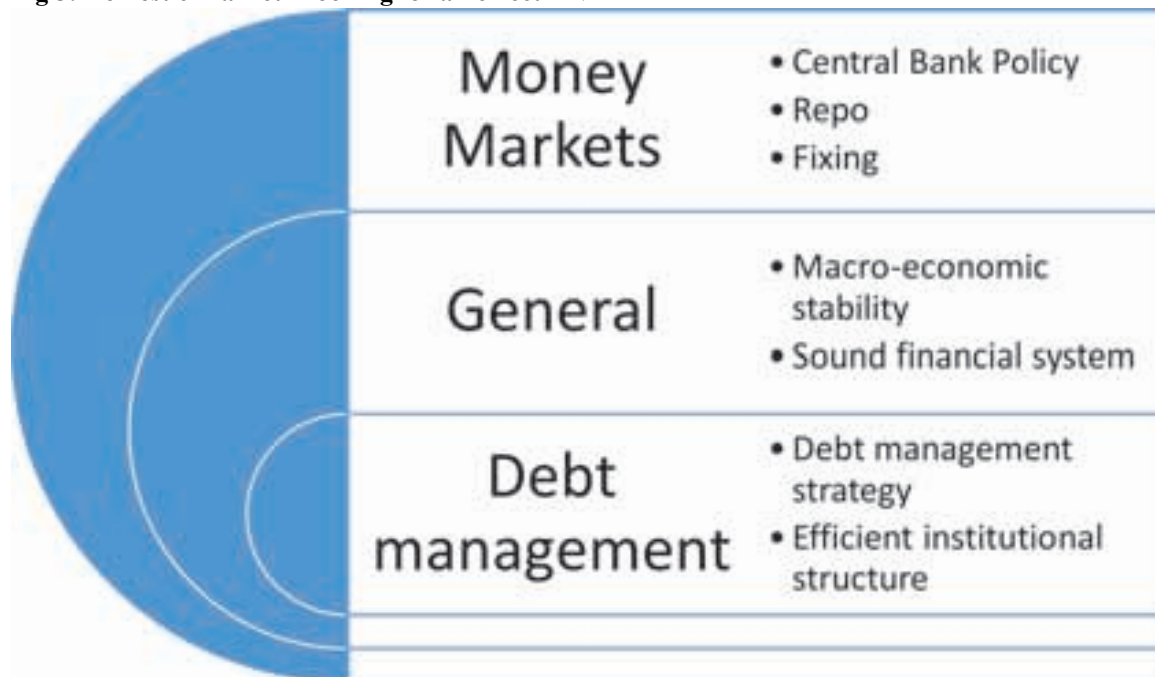 Money
Markets
• Central Bank Policy
• Repo
• Fixing
General
• Macro-economic
stability
• Sound financial system
Debt
management
• Debt management
strategy
• Efficient institutional
structure